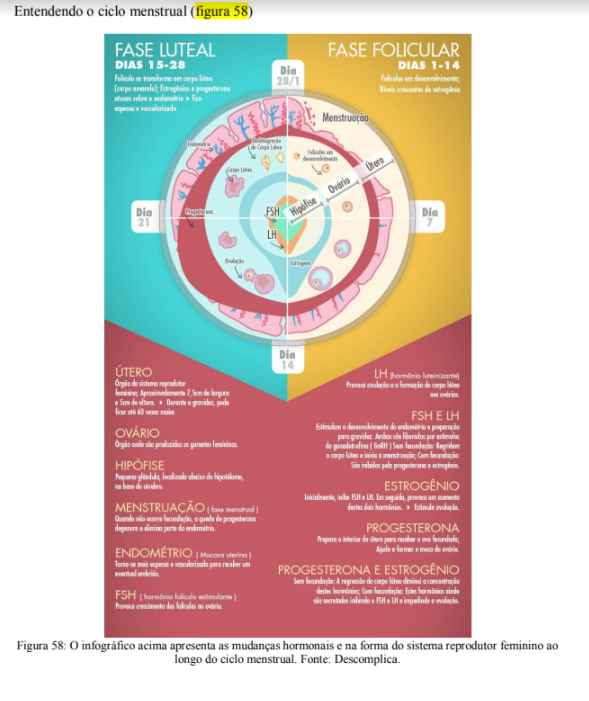 Entendendo o ciclo menstrual (figura 58)
FASE LUTEAL
DIAS 15-28
Folículo se transforma em corpo lúteo
(corpo amarelo); Estrogênios e progesterona
atuam sobre o endométrio ▸ fica
espesso e vascularizado
FASE FOLICULAR
DIAS 1-14
Folículos em desenvolvimento;
Níveis crescentes de estrogênio
Dia
28/1
Menstruação
Endométrio
Degeneração
do Corpo Lúteo
Folículos em
desenvolvimento
Corpo Lúteo
Útero
Ovário
Hipófise
FSH
LH
Progesterona
Dia
21
Dia
7
Ovulação
Estrogênio
Dia
14
ÚTERO
Órgão do sistema reprodutor
feminino; Aproximadamente 7,5cm de largura
e 5cm de altura. ▸ Durante a gravidez, pode
ficar até 60 vezes maior.
OVÁRIO
Órgão onde são produzidos os gametas femininos.
HIPÓFISE
Pequena glândula, localizada abaixo do hipotálamo,
na base do cérebro.
MENSTRUAÇÃO ( fase menstrual )
Quando não ocorre fecundação, a queda de progesterona
degenera e elimina parte do endométrio.
ENDOMÉTRIO ( Mucosa uterina )
Torna-se mais espesso e vascularizado para receber um
eventual embrião.
FSH ( hormônio folículo estimulante )
Provoca crescimento dos folículos no ovário.
LH (hormônio luteinizante)
Provoca ovulação e a formação do corpo lúteo
nos ovários.
FSH E LH
Estimulam o desenvolvimento do endométrio e preparação
para gravidez. Ambos são liberados por estímulos
da gonadotrofina ( GnRH ) Sem fecundação: Regridem
o corpo lúteo e inicia a menstruação; Com fecundação:
São inibidos pela progesterona e estrogênio.
ESTROGÊNIO
Inicialmente, inibe FSH e LH. Em seguida, provoca um aumento
destes dois hormônios. ▸ Estimula ovulação.
PROGESTERONA
Prepara o interior do útero para receber o ovo fecundado;
Ajuda a formar o muco do ovário.
PROGESTERONA E ESTROGÊNIO
Sem fecundação: A regressão do corpo lúteo diminui a concentração
destes hormônios; Com fecundação: Estes hormônios ainda
são secretados inibindo o FSH e LH e impedindo a ovulação.
Figura 58: O infográfico acima apresenta as mudanças hormonais e na forma do sistema reprodutor feminino ao
longo do ciclo menstrual. Fonte: Descomplica.